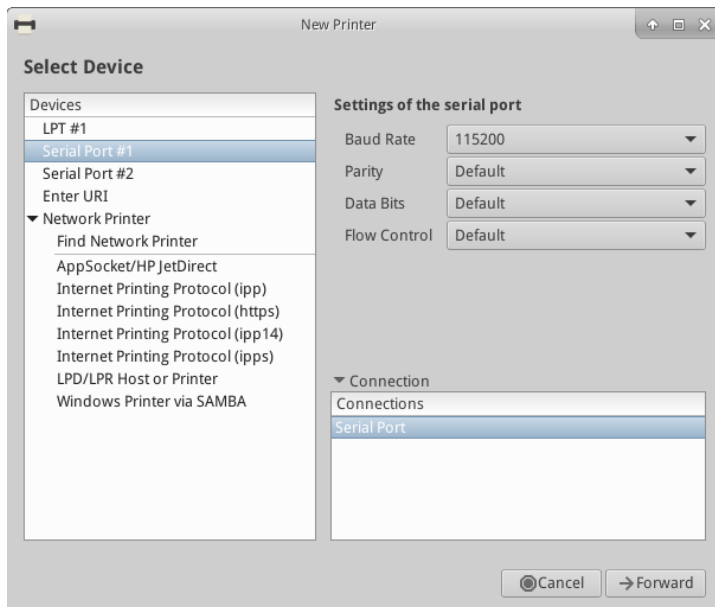 New Printer
Select Device
Devices
LPT #1
Serial Port #1
Serial Port #2
Enter URI
Network Printer
Find Network Printer
AppSocket/HP JetDirect
Internet Printing Protocol (ipp)
Internet Printing Protocol (https)
Internet Printing Protocol (ipp14)
Internet Printing Protocol (ipps)
LPD/LPR Host or Printer
Windows Printer via SAMBA
Settings of the serial port
Baud Rate 115200
Parity Default
Data Bits Default
Flow Control Default
Connection
Connections
Serial Port
Cancel Forward